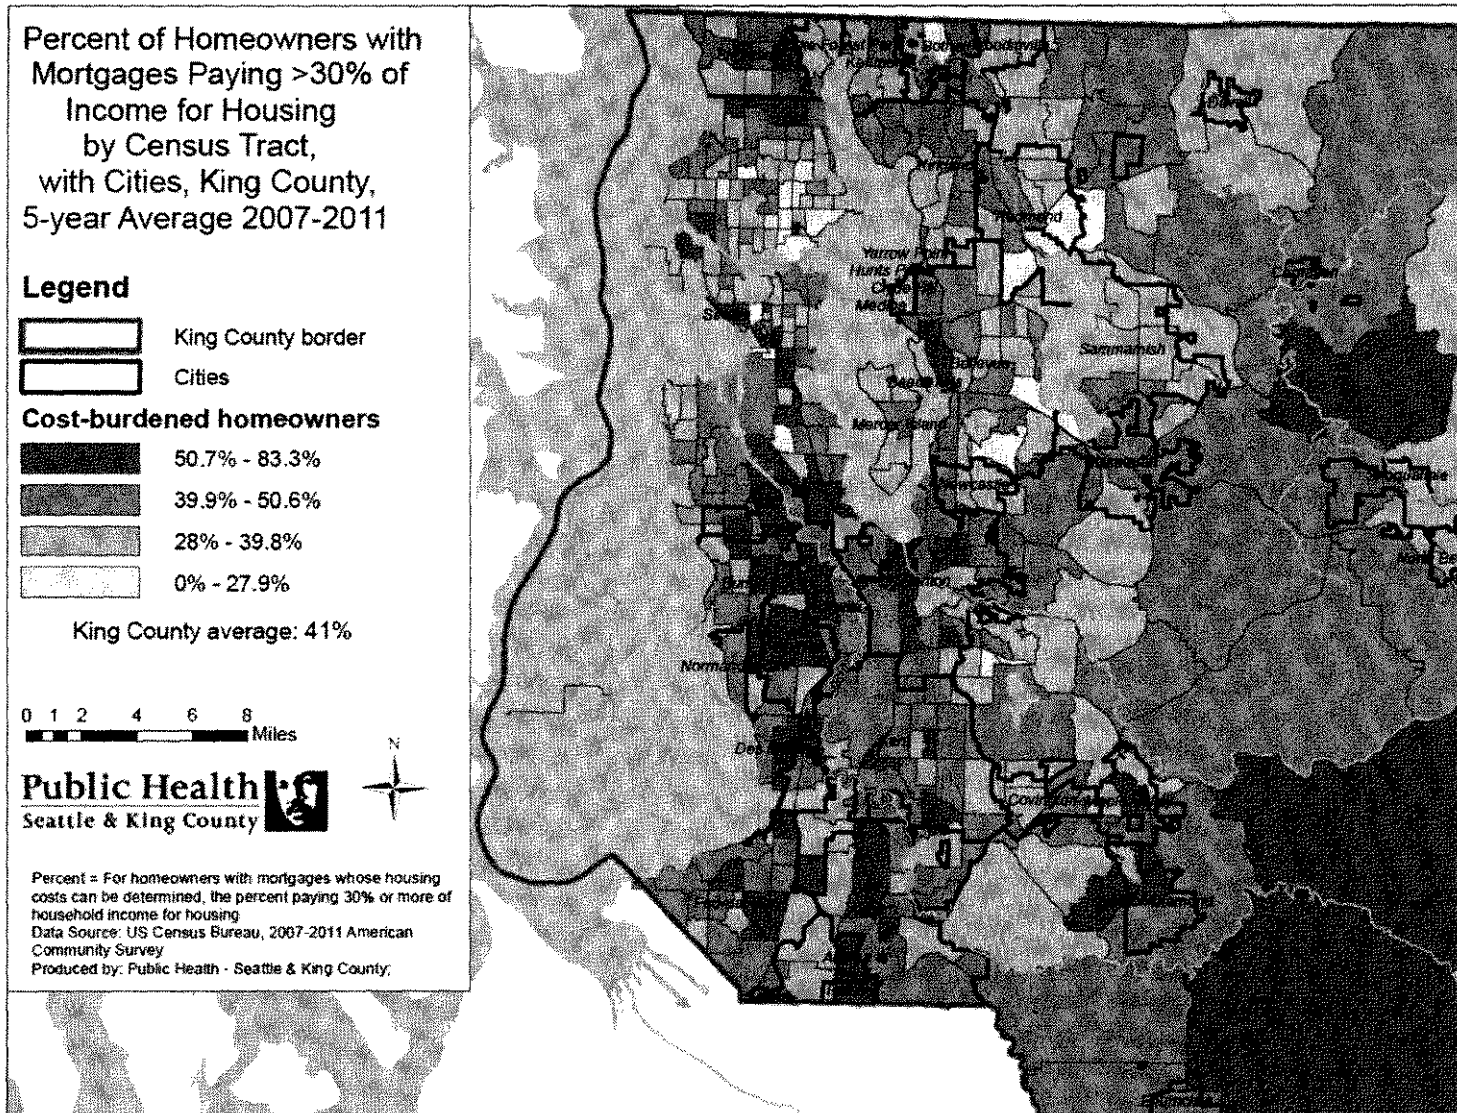 Percent of Homeowners with
Mortgages Paying >30% of
Income for Housing
by Census Tract,
with Cities, King County,
5-year Average 2007-2011
Legend
King County border
Cities
Cost-burdened homeowners
50.7% - 83.3%
39.9% - 50.6%
28% - 39.8%
0% - 27.9%
King County average: 41%
0 1 2 4 6 8
Miles
N
Public Health
Seattle & King County
Percent = For homeowners with mortgages whose housing
costs can be determined, the percent paying 30% or more of
household income for housing
Data Source: US Census Bureau, 2007-2011 American
Community Survey
Produced by: Public Health - Seattle & King County;
Redmond
Yarrow Point
Hunts
Sammamish
Mercer Island
Newcastle
Covington